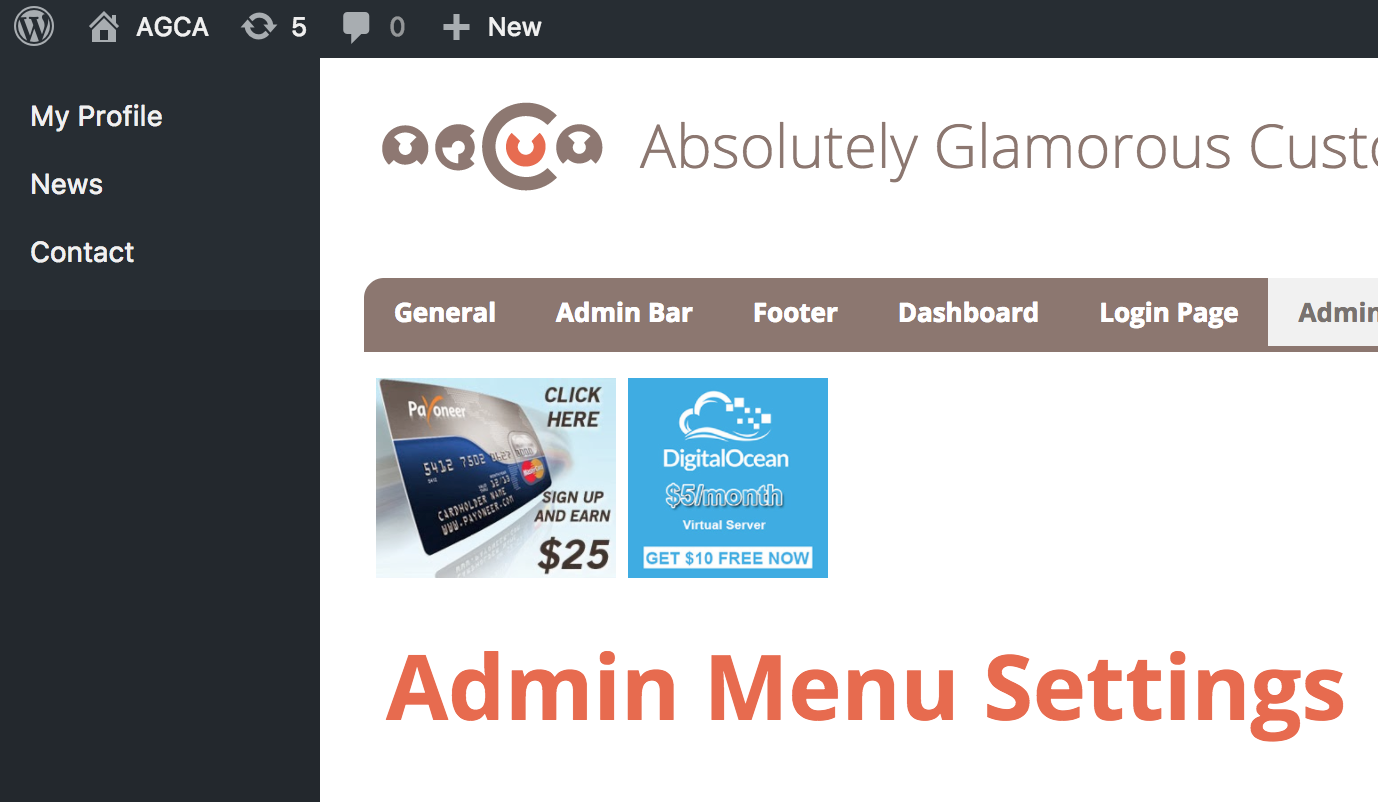 AGCA 5 0 New
My Profile
News
Contact
agca Absolutely Glamorous Custo
General Admin Bar Footer Dashboard Login Page Admin
Payoneer
CLICK
HERE
5412 7502
CARDHOLDER NAME
WWW.PAYONEER.COM
SIGN UP
AND EARN
$25
DigitalOcean
$5/month
Virtual Server
GET $10 FREE NOW
Admin Menu Settings